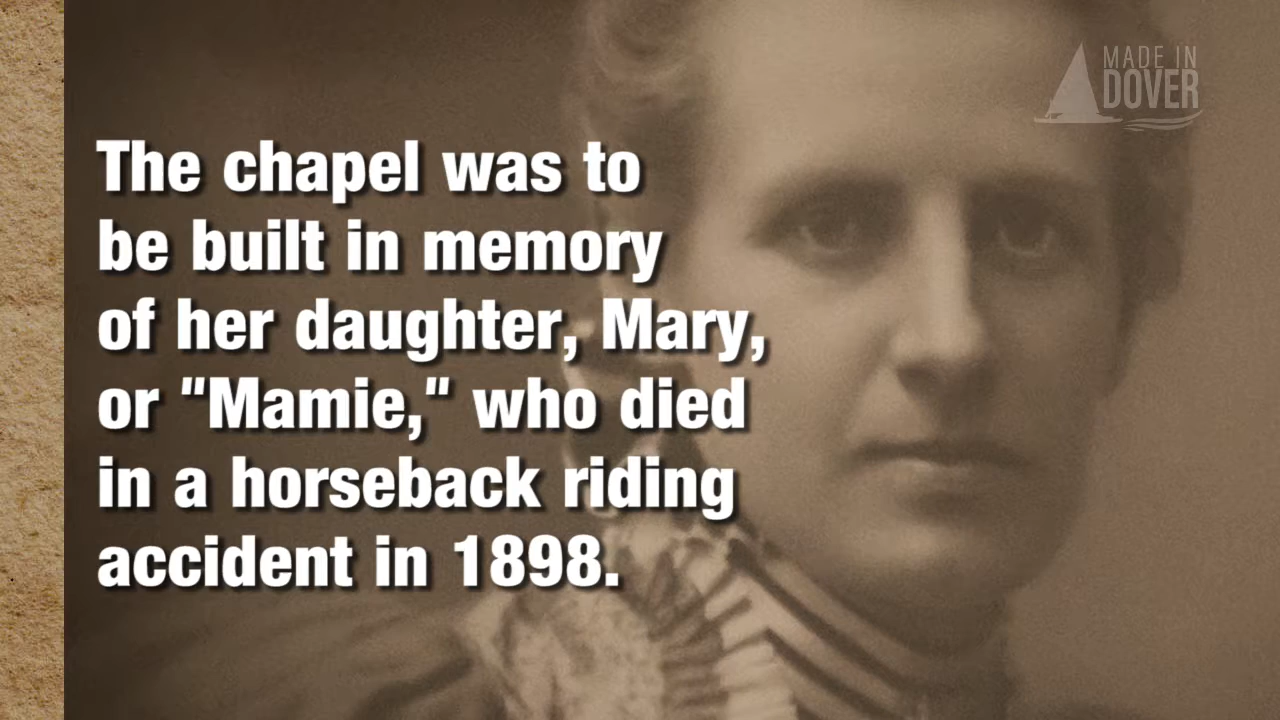 MADE IN
DOVER
The chapel was to
be built in memory
of her daughter, Mary,
or "Mamie," who died
in a horseback riding
accident in 1898.